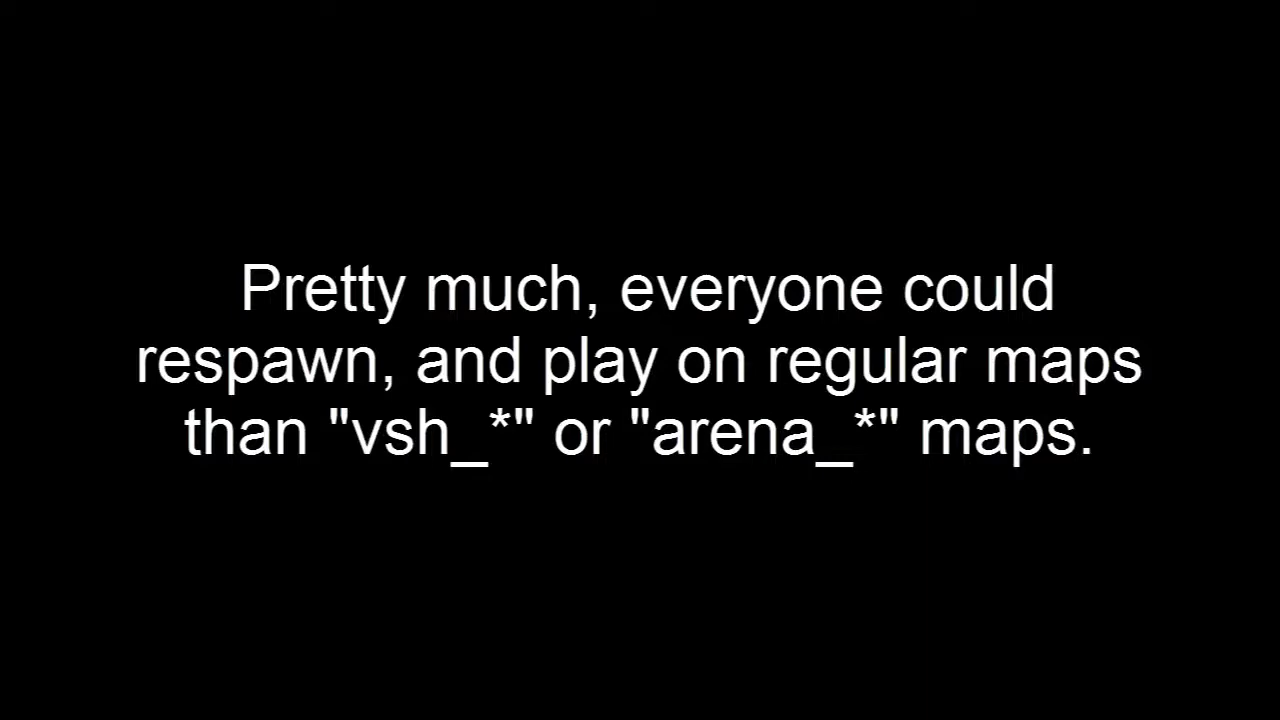 Pretty much, everyone could
respawn, and play on regular maps
than "vsh_*" or "arena_*" maps.